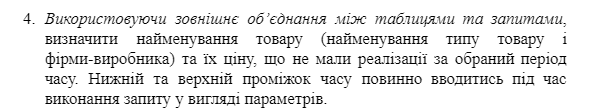 4. Використовуючи зовнішнє об’єднання між таблицями та запитами,
визначити найменування товару (найменування типу товару і
фірми-виробника) та їх ціну, що не мали реалізації за обраний період
часу. Нижній та верхній проміжок часу повинно вводитись під час
виконання запиту у вигляді параметрів.